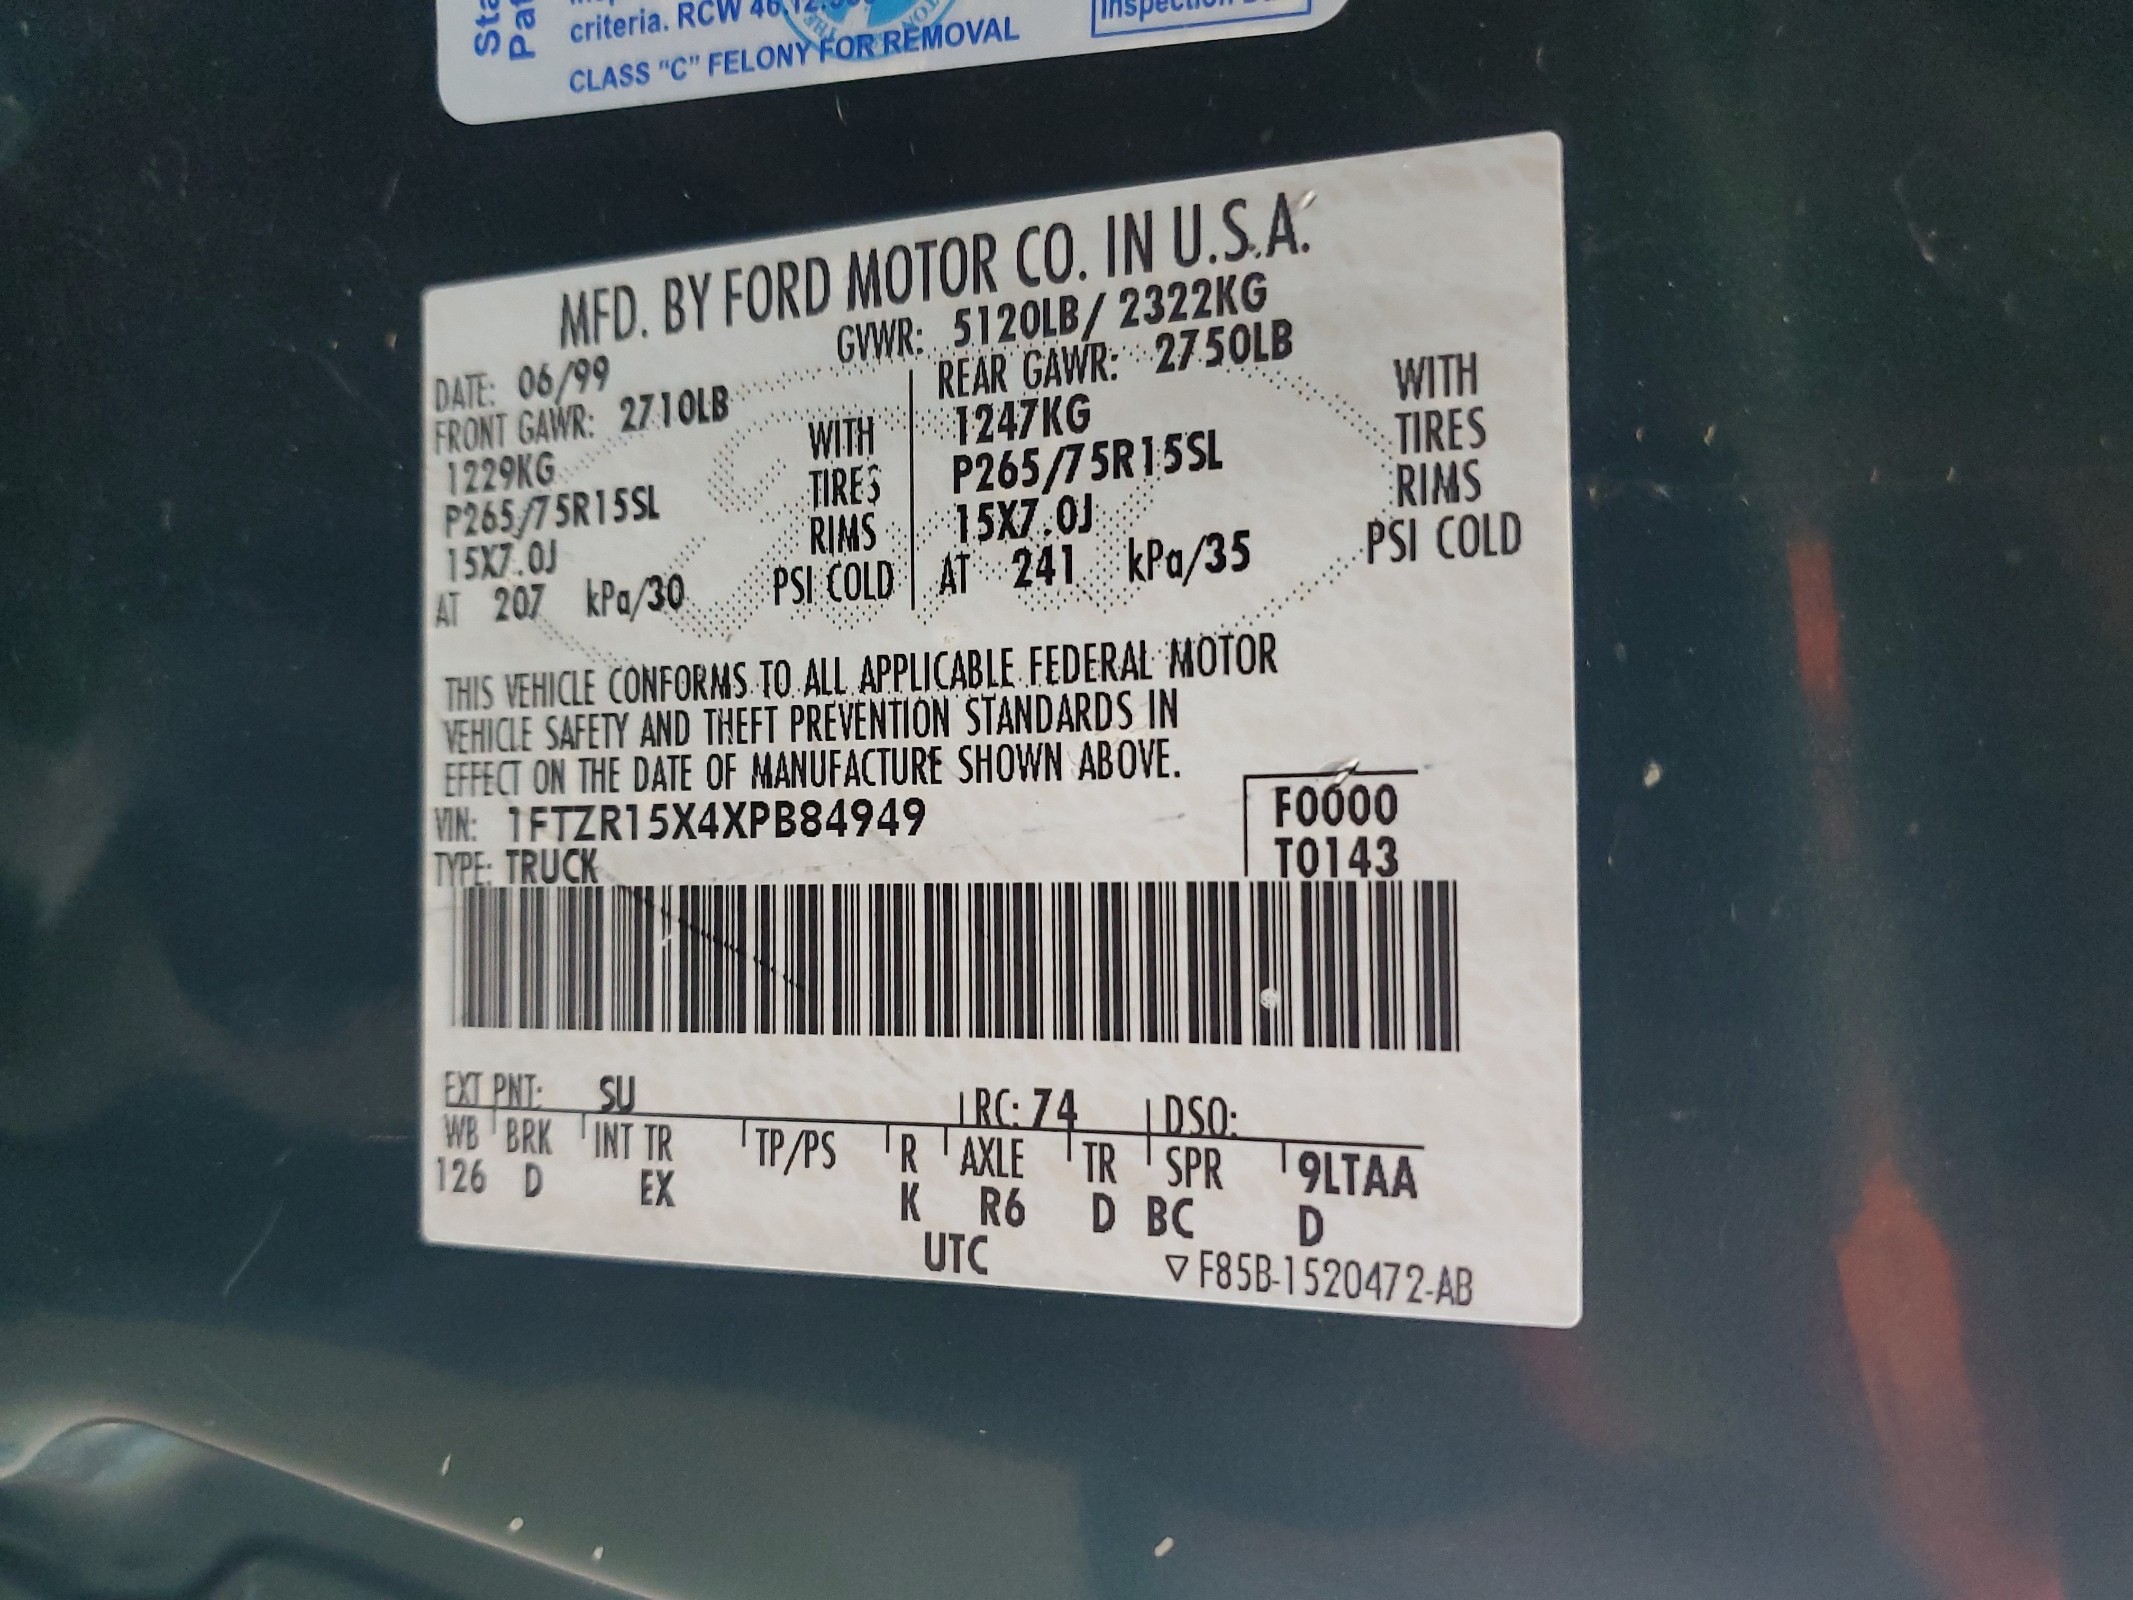 criteria. RCW 46.12.
CLASS "C" FELONY FOR REMOVAL
MFD. BY FORD MOTOR CO. IN U.S.A.
DATE: 06/99
GVWR: 5120LB/ 2322KG
FRONT GAWR: 2710LB
1229KG WITH
P265/75R15SL TIRES
15X7.0J RIMS
AT 207 kPa/30 PSI COLD
REAR GAWR: 2750LB
1247KG WITH
P265/75R15SL TIRES
15X7.0J RIMS
AT 241 kPa/35 PSI COLD
THIS VEHICLE CONFORMS TO ALL APPLICABLE FEDERAL MOTOR
VEHICLE SAFETY AND THEFT PREVENTION STANDARDS IN
EFFECT ON THE DATE OF MANUFACTURE SHOWN ABOVE.
VIN: 1FTZR15X4XPB84949
TYPE: TRUCK
F0000
T0143
EXT PNT: SU RC: 74 DSO:
WB BRK INT TR TP/PS R AXLE TR SPR 9LTAA
126 D EX K R6 D BC D
UTC
▽ F85B-1520472-AB